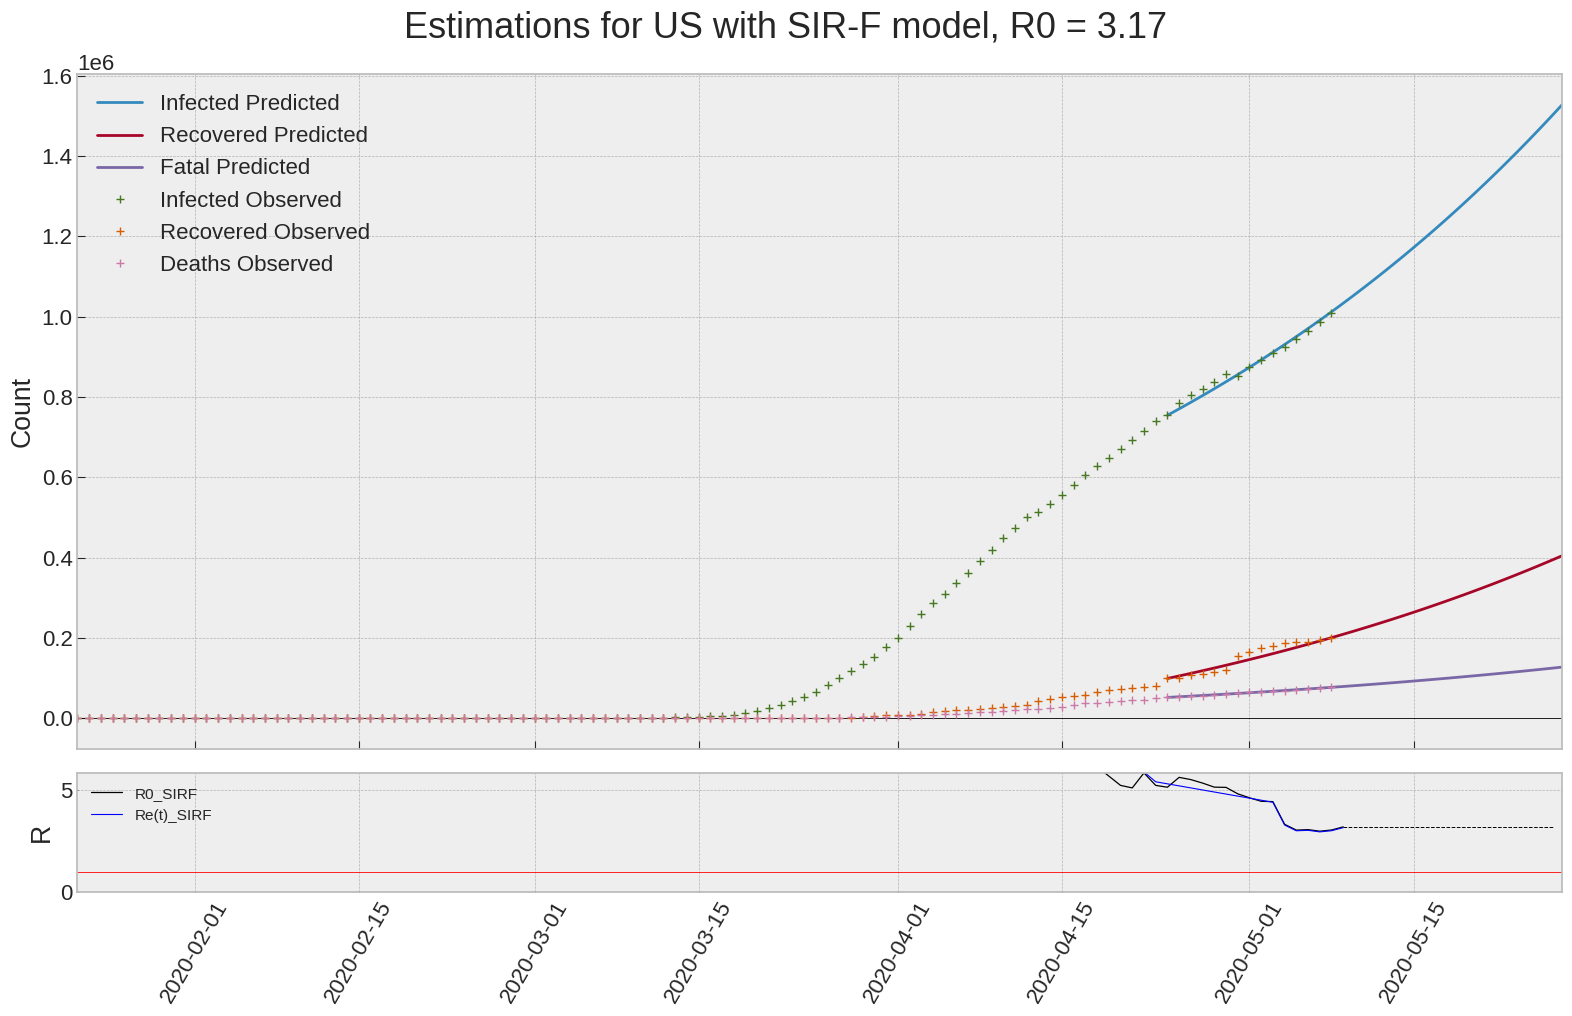 Estimations for US with SIR-F model, R0 = 3.17
1e6
1.6
1.4
1.2
1.0
0.8
0.6
0.4
0.2
0.0
Count
Infected Predicted
Recovered Predicted
Fatal Predicted
Infected Observed
Recovered Observed
Deaths Observed
5
0
R
R0_SIRF
Re(t)_SIRF
2020-02-01
2020-02-15
2020-03-01
2020-03-15
2020-04-01
2020-04-15
2020-05-01
2020-05-15